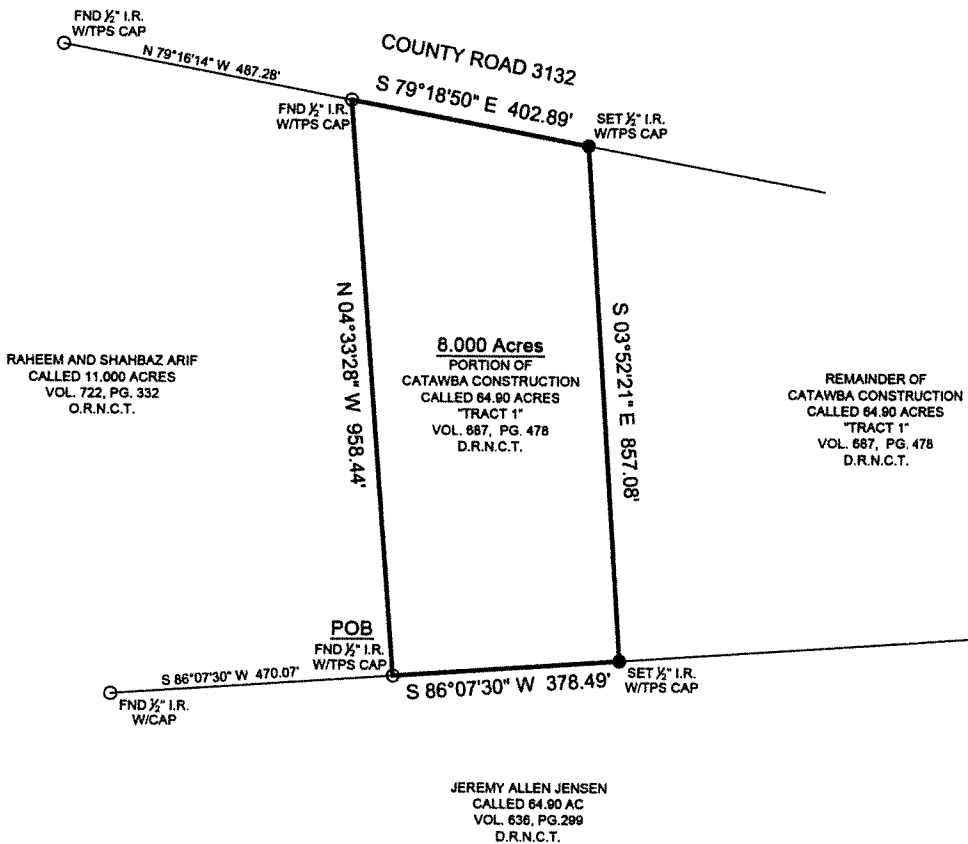 FND ½" I.R.
W/TPS CAP
N 79°16'14" W 487.28'
COUNTY ROAD 3132
S 79°18'50" E 402.89'
FND ½" I.R.
W/TPS CAP
SET ½" I.R.
W/TPS CAP
N 04°33'28" W 958.44'
S 03°52'21" E 857.08'
RAHEEM AND SHAHBAZ ARIF
CALLED 11.000 ACRES
VOL. 722, PG. 332
O.R.N.C.T.
8.000 Acres
PORTION OF
CATAWBA CONSTRUCTION
CALLED 64.90 ACRES
"TRACT 1"
VOL. 687, PG. 478
D.R.N.C.T.
REMAINDER OF
CATAWBA CONSTRUCTION
CALLED 64.90 ACRES
"TRACT 1"
VOL. 687, PG. 478
D.R.N.C.T.
POB
FND ½" I.R.
W/TPS CAP
S 86°07'30" W 470.07'
FND ½" I.R.
W/CAP
S 86°07'30" W 378.49'
SET ½" I.R.
W/TPS CAP
JEREMY ALLEN JENSEN
CALLED 64.90 AC
VOL. 636, PG.299
D.R.N.C.T.